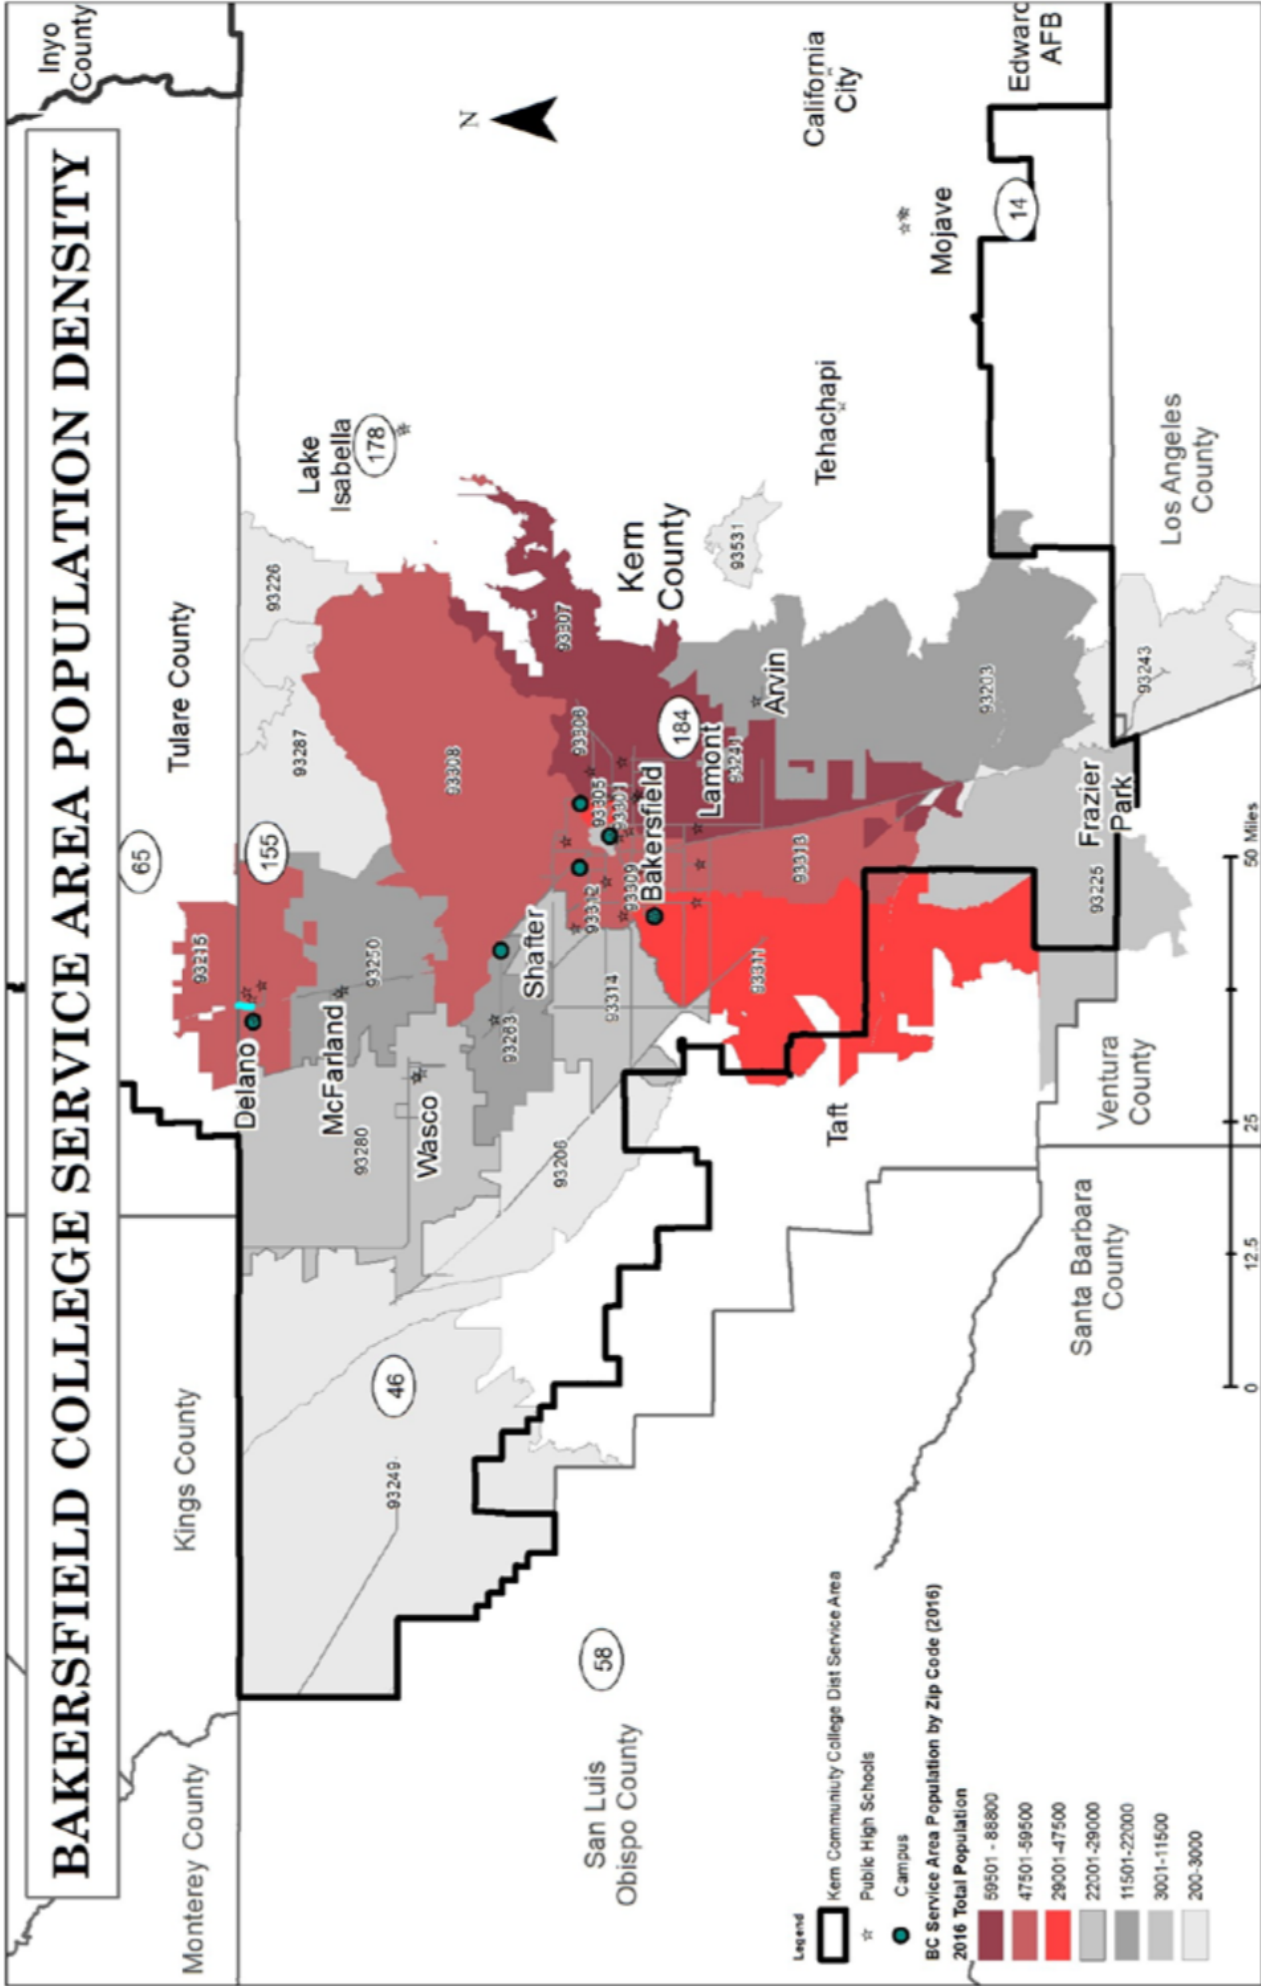 BAKERSFIELD COLLEGE SERVICE AREA POPULATION DENSITY
Inyo
County
Monterey County
Kings County
Tulare County
65
155
Lake
Isabella
178
N
93215
93226
93287
Delano
McFarland
93250
93280
Wasco
93308
46
93249
93263
Shafter
93206
93307
93306
Kern
County
93305
93301
93312
93309
93314
Bakersfield
184
Lamont
93241
93531
Arvin
93311
93313
California
City
Tehachapi
Mojave
Edward
AFB
14
93203
58
San Luis
Obispo County
Taft
Frazier
Park
93225
93243
Los Angeles
County
Ventura
County
Santa Barbara
County
0
12.5
25
50 Miles
Legend
Kern Communiuty College Dist Service Area
Public High Schools
Campus
BC Service Area Population by Zip Code (2016)
2016 Total Population
59501 - 88800
47501-59500
29001-47500
22001-29000
11501-22000
3001-11500
200-3000